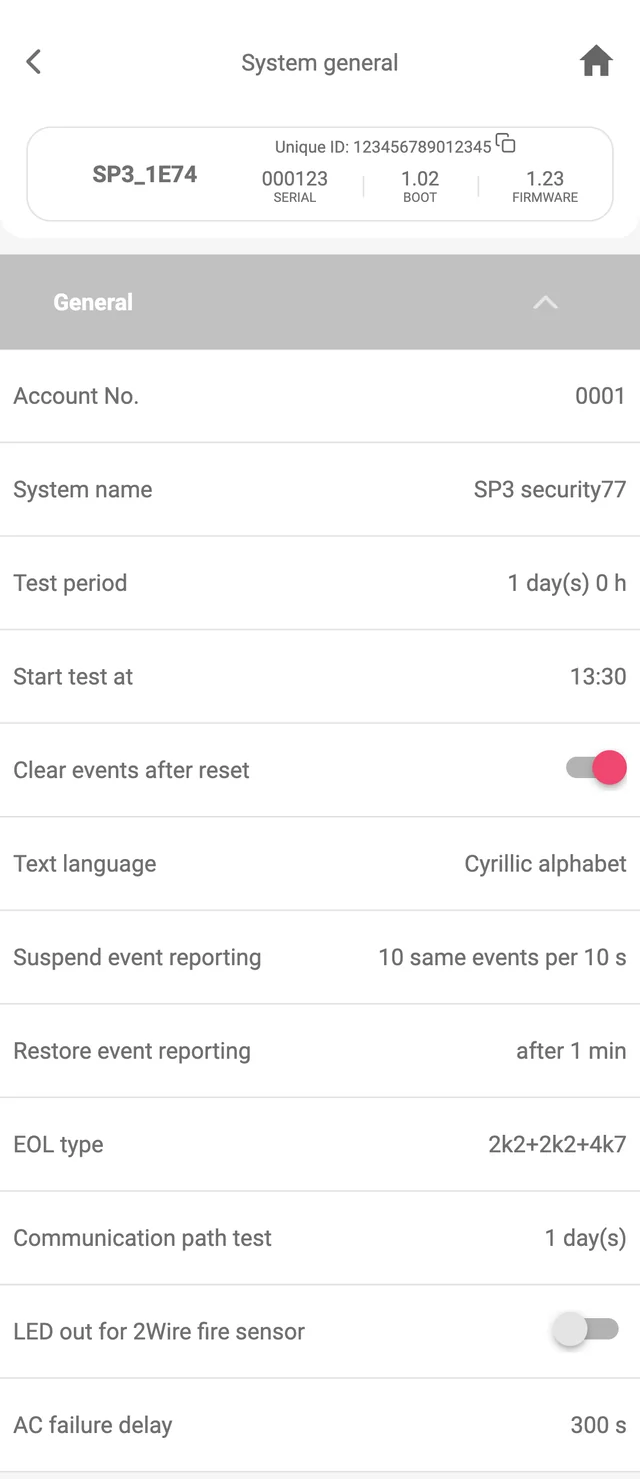 System general
SP3_1E74
Unique ID: 123456789012345
000123
SERIAL
1.02
BOOT
1.23
FIRMWARE
General
Account No. 0001
System name SP3 security77
Test period 1 day(s) 0 h
Start test at 13:30
Clear events after reset
Text language Cyrillic alphabet
Suspend event reporting 10 same events per 10 s
Restore event reporting after 1 min
EOL type 2k2+2k2+4k7
Communication path test 1 day(s)
LED out for 2Wire fire sensor
AC failure delay 300 s